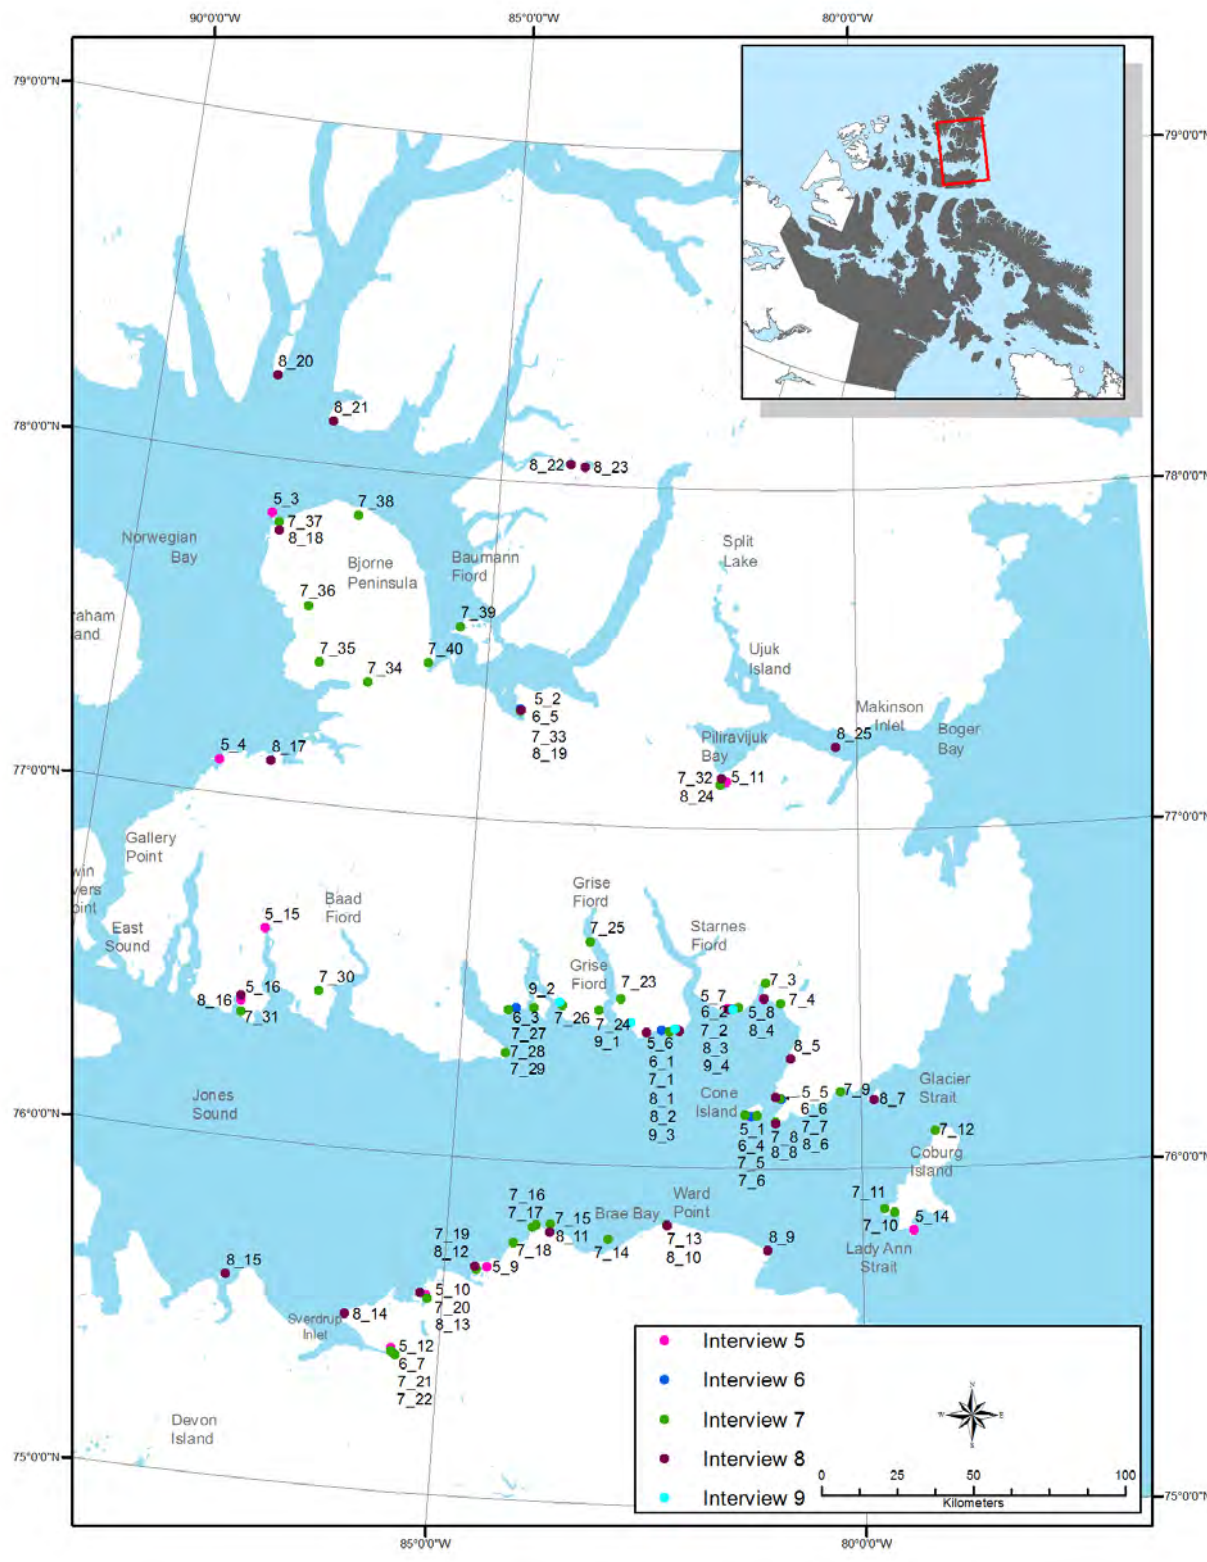 90°0'0"W
85°0'0"W
80°0'0"W
79°0'0"N
79°0'0"N
8_20
8_21
78°0'0"N
78°0'0"N
8_22
8_23
5_3
7_37
8_18
7_38
Norwegian
Bay
Bjorne
Peninsula
Baumann
Fiord
Split
Lake
7_36
7_39
raham
and
7_35
7_34
7_40
Ujuk
Island
5_2
6_5
7_33
8_19
Makinson
Inlet
Boger
Bay
8_25
5_4
8_17
Piliravijuk
Bay
77°0'0"N
7_32
5_11
8_24
77°0'0"N
Gallery
Point
win
vers
oint
East
Sound
Baad
Fiord
Grise
Fiord
5_15
7_25
Starnes
Fiord
5_16
8_16
7_31
7_30
Grise
Fiord
9_2
7_23
6_3
7_27
7_28
7_29
7_26
7_24
9_1
5_7
6_2
7_2
8_3
9_4
7_3
5_8
8_4
7_4
5_6
6_1
7_1
8_1
8_2
9_3
8_5
Jones
Sound
Cone
Island
5_5
6_6
7_7
8_6
7_9
8_7
Glacier
Strait
76°0'0"N
5_1
6_4
7_5
7_6
7_8
8_8
7_12
Coburg
Island
76°0'0"N
7_16
7_17
7_15
8_11
Brae Bay
Ward
Point
7_11
7_10
5_14
7_19
8_12
7_18
7_14
7_13
8_10
8_9
Lady Ann
Strait
8_15
5_9
5_10
7_20
8_13
Sverdrup
Inlet
8_14
5_12
6_7
7_21
7_22
Devon
Island
75°0'0"N
75°0'0"N
Interview 5
Interview 6
Interview 7
Interview 8
Interview 9
N
W
E
S
0
25
50
100
Kilometers
85°0'0"W
80°0'0"W